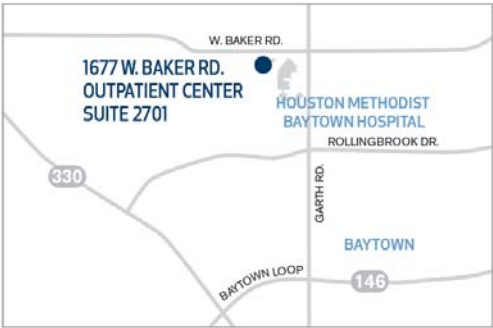 W. BAKER RD.
1677 W. BAKER RD.
OUTPATIENT CENTER
SUITE 2701
HOUSTON METHODIST
BAYTOWN HOSPITAL
ROLLINGBROOK DR.
330
GARTH RD.
BAYTOWN
BAYTOWN LOOP
146